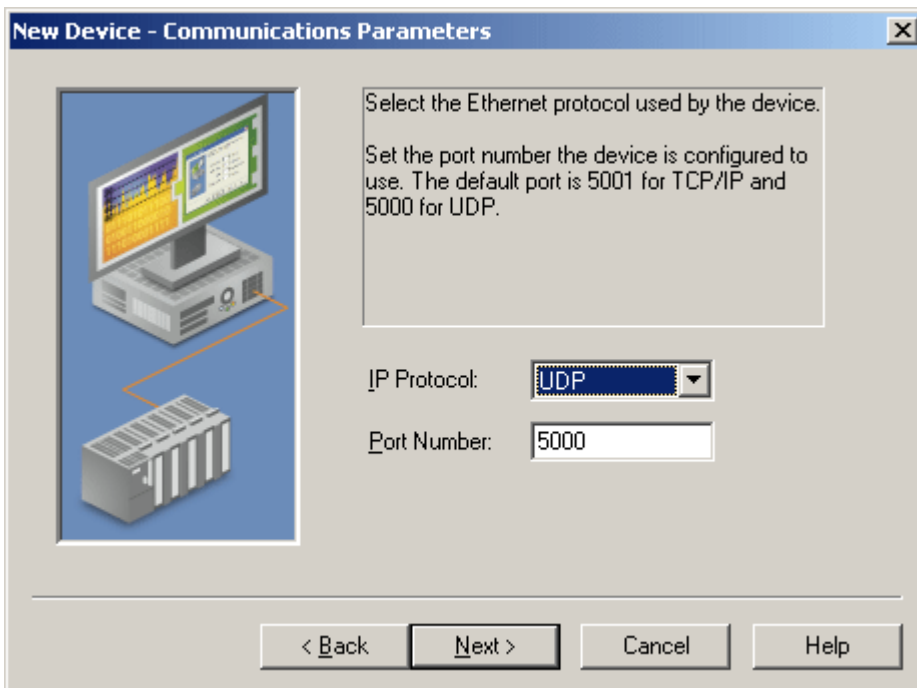 New Device - Communications Parameters
Select the Ethernet protocol used by the device.
Set the port number the device is configured to
use. The default port is 5001 for TCP/IP and
5000 for UDP.
IP Protocol:
UDP
Port Number:
5000
< Back
Next >
Cancel
Help